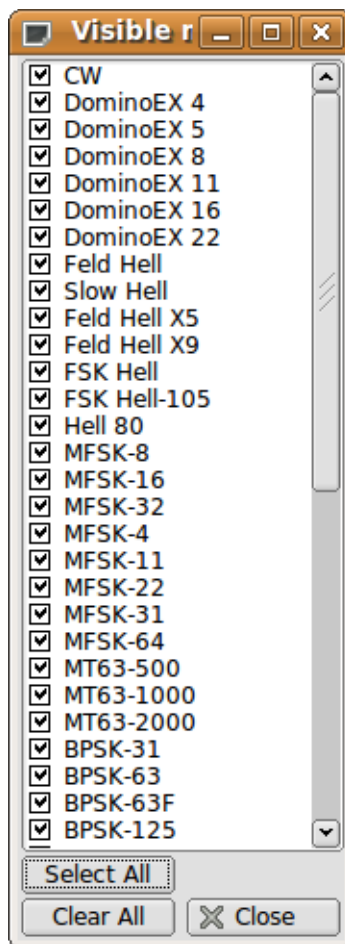 Visible r
CW
DominoEX 4
DominoEX 5
DominoEX 8
DominoEX 11
DominoEX 16
DominoEX 22
Feld Hell
Slow Hell
Feld Hell X5
Feld Hell X9
FSK Hell
FSK Hell-105
Hell 80
MFSK-8
MFSK-16
MFSK-32
MFSK-4
MFSK-11
MFSK-22
MFSK-31
MFSK-64
MT63-500
MT63-1000
MT63-2000
BPSK-31
BPSK-63
BPSK-63F
BPSK-125
Select All
Clear All Close